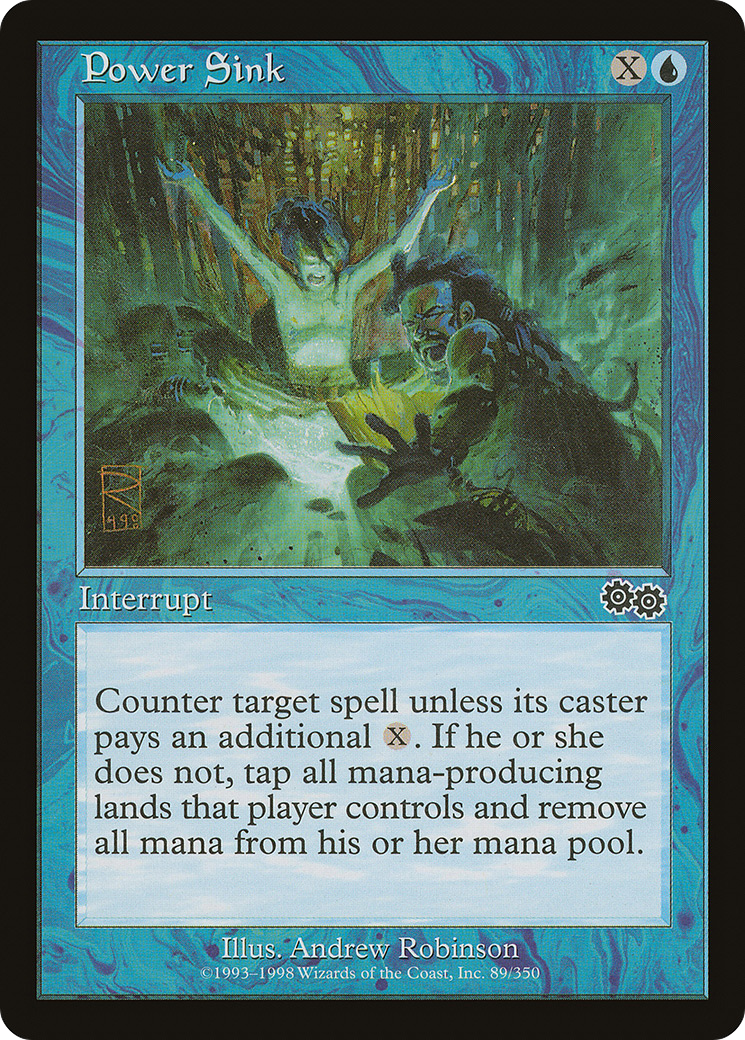 Power Sink X
R
1998
Interrupt
Counter target spell unless its caster
pays an additional X. If he or she
does not, tap all mana-producing
lands that player controls and remove
all mana from his or her mana pool.
Illus. Andrew Robinson
©1993–1998 Wizards of the Coast, Inc. 89/350